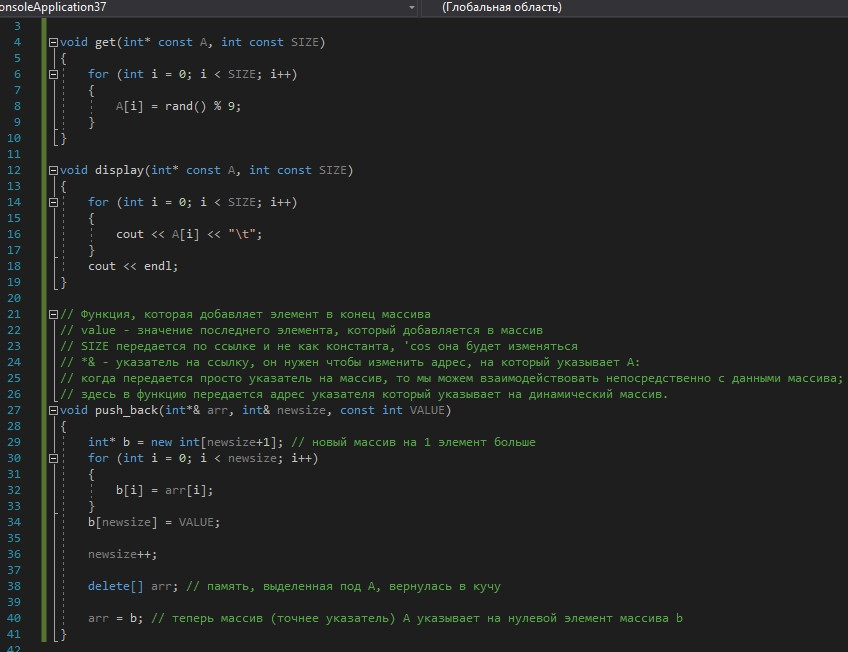 onsoleApplication37 (Глобальная область)
3
4 void get(int* const A, int const SIZE)
5 {
6 for (int i = 0; i < SIZE; i++)
7 {
8 A[i] = rand() % 9;
9 }
10 }
11
12 void display(int* const A, int const SIZE)
13 {
14 for (int i = 0; i < SIZE; i++)
15 {
16 cout << A[i] << "\t";
17 }
18 cout << endl;
19 }
20
21 // Функция, которая добавляет элемент в конец массива
22 // value - значение последнего элемента, который добавляется в массив
23 // SIZE передается по ссылке и не как константа, 'cos она будет изменяться
24 // *& - указатель на ссылку, он нужен чтобы изменить адрес, на который указывает A:
25 // когда передается просто указатель на массив, то мы можем взаимодействовать непосредственно с данными массива;
26 // здесь в функцию передается адрес указателя который указывает на динамический массив.
27 void push_back(int*& arr, int& newsize, const int VALUE)
28 {
29 int* b = new int[newsize+1]; // новый массив на 1 элемент больше
30 for (int i = 0; i < newsize; i++)
31 {
32 b[i] = arr[i];
33 }
34 b[newsize] = VALUE;
35
36 newsize++;
37
38 delete[] arr; // память, выделенная под A, вернулась в кучу
39
40 arr = b; // теперь массив (точнее указатель) A указывает на нулевой элемент массива b
41 }
42